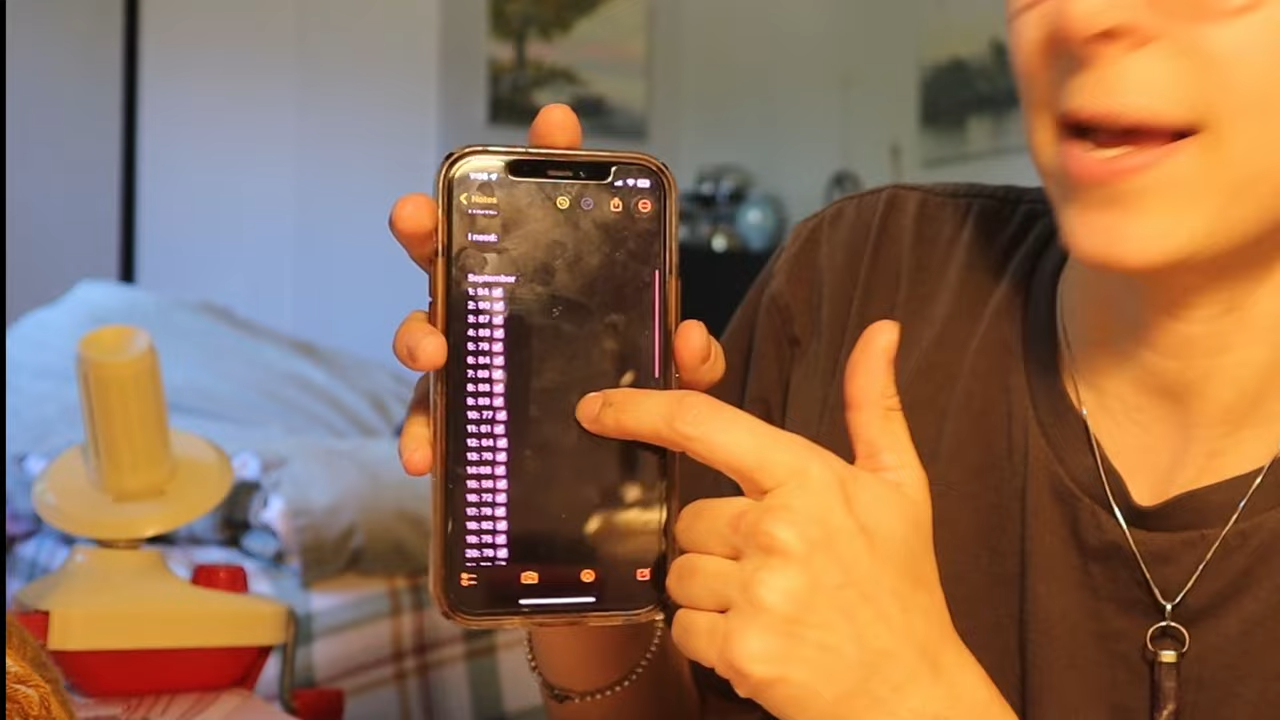 Notes
I need:
September
1: 94 ✅
2: 90 ✅
3: 87 ✅
4: 89 ✅
5: 79 ✅
6: 84 ✅
7: 89 ✅
8: 88 ✅
9: 89 ✅
10: 77 ✅
11: 61 ✅
12: 64 ✅
13: 70 ✅
14:68 ✅
15: 58 ✅
16: 72 ✅
17: 79 ✅
18: 82 ✅
19: 75 ✅
20: 79 ✅